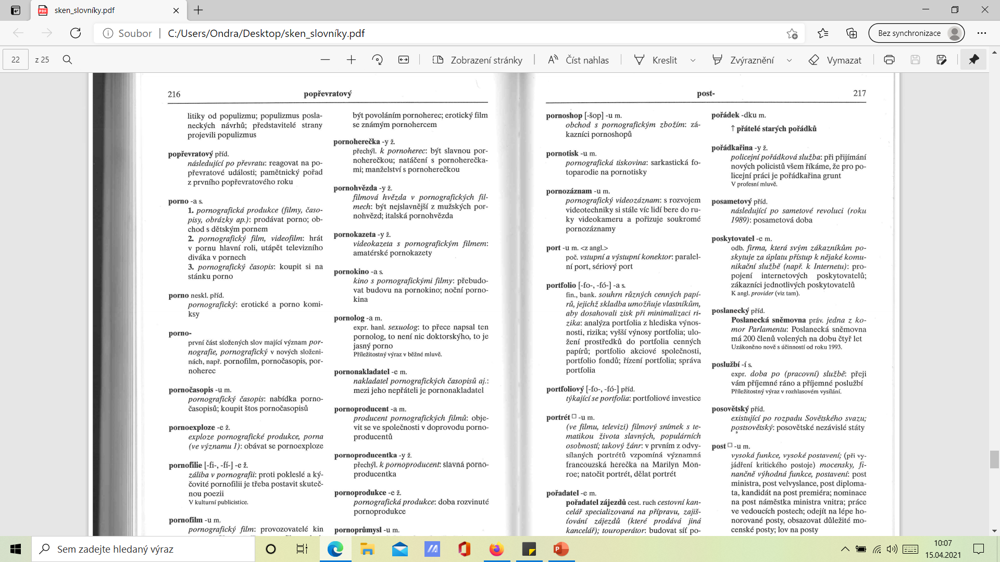 sken_slovníky.pdf
Soubor
C:/Users/Ondra/Desktop/sken_slovníky.pdf
Bez synchronizace
22
z 25
Zobrazení stránky
Číst nahlas
Kreslit
Zvýraznění
Vymazat
216
popřevratový
litiky od populizmu; populizmus posla-
neckých návrhů; představitelé strany
projevili populizmus
popřevratový příd.
následující po převratu: reagovat na po-
převratové události; pamětnický pořad
z prvního popřevratového roku
porno -a s.
1. pornografická produkce (filmy, časo-
pisy, obrázky ap.): prodávat porno; ob-
chod s dětským pornem
2. pornografický film, videofilm: hrát
v pornu hlavní roli, utápět televizního
diváka v pornech
3. pornografický časopis: koupit si na
stánku porno
porno neskl. příd.
pornografický: erotické a porno komi-
ksy
porno-
první část složených slov mající význam por-
nografie, pornografický v nových složeni-
nách, např. pornofilm, pornočasopis, por-
noherec
pornočasopis -u m.
pornografický časopis: nabídka porno-
časopisů; koupit štos pornočasopisů
pornoexploze -e ž.
exploze pornografické produkce, porna
(ve významu 1): obávat se pornoexploze
pornofilie [-fi-, -fí-] -e ž.
záliba v pornografii: proti pokleslé a ký-
čovité pornofilii je třeba postavit skuteč-
nou poezii
V kulturní publicistice.
pornofilm -u m.
pornografický film: provozovatelé kin
být povoláním pornoherec; erotický film
se známým pornohercem
pornoherečka -y ž.
přechýl. k pornoherec: být slavnou por-
noherečkou; natáčení s pornoherečka-
mi; manželství s pornoherečkou
pornohvězda -y ž.
filmová hvězda v pornografických fil-
mech: být nejslavnější z mužských por-
nohvězd; italská pornohvězda
pornokazeta -y ž.
videokazeta s pornografickým filmem:
amatérské pornokazety
pornokino -a s.
kino s pornografickými filmy: přebudo-
vat budovu na pornokino; noční porno-
kina
pornolog -a m.
expr. hanl. sexuolog: to přece napsal ten
pornolog, to není nic doktorskýho, to je
jasný porno
Příležitostný výraz v běžné mluvě.
pornonakladatel -e m.
nakladatel pornografických časopisů aj.:
mezi jeho nepřáteli je pornonakladatel
pornoproducent -a m.
producent pornografických filmů: obje-
vit se ve společnosti v doprovodu porno-
producentů
pornoproducentka -y ž.
přechýl. k pornoproducent: slavná porno-
producentka
pornoprodukce -e ž.
pornografická produkce: doba rozvinuté
pornoprodukce
pornoprůmysl -u m.
post-
217
pornoshop [-šop] -u m.
obchod s pornografickým zbožím: zá-
kazníci pornoshopů
pornotisk -u m.
pornografická tiskovina: sarkastická fo-
toparodie na pornotisky
pornozáznam -u m.
pornografický videozáznam: s rozvojem
videotechniky si stále víc lidí bere do ru-
ky videokameru a pořizuje soukromé
pornozáznamy
port -u m. <z angl.>
poč. vstupní a výstupní konektor: paralel-
ní port, sériový port
portfolio [-fo-, -fó-] -a s.
fin., bank. souhrn různých cenných papí-
rů, jejichž skladba umožňuje vlastníkům,
aby dosahovali zisk při minimalizaci ri-
zika: analýza portfolia z hlediska výnos-
nosti, rizika; vyšší výnosy portfolia; ulo-
žení prostředků do portfolia cenných
papírů; portfolio akciové společnosti,
portfolio fondů; řízení portfolia; správa
portfolia
portfoliový [-fo-, -fó-] příd.
týkající se portfolia: portfoliové investice
portrét □ -u m.
(ve filmu, televizi) filmový snímek s te-
matikou života slavných, populárních
osobností; takový žánr: v prvním z odvy-
sílaných portrétů vzpomíná významná
francouzská herečka na Marilyn Mon-
roe; natočit portrét, dělat portrét
pořadatel -e m.
pořadatel zájezdů cest. ruch cestovní kan-
celář specializovaná na přípravu, zajiš-
ťování zájezdů (které prodává jiná
kancelář); touroperátor: budovat síť po-
pořádek -dku m.
↑ přátelé starých pořádků
pořádkařina -y ž.
policejní pořádková služba: při přijímání
nových policistů všem říkáme, že pro po-
licejní práci je pořádkařina grunt
V profesní mluvě.
posametový příd.
následující po sametové revoluci (roku
1989): posametová doba
poskytovatel -e m.
odb. firma, která svým zákazníkům po-
skytuje za úplatu přístup k nějaké komu-
nikační službě (např. k Internetu): pro-
pojení internetových poskytovatelů;
zákazníci jednotlivých poskytovatelů
K angl. provider (viz tam).
poslanecký příd.
Poslanecká sněmovna práv. jedna z ko-
mor Parlamentu: Poslanecká sněmovna
má 200 členů volených na dobu čtyř let
Uzákoněno nově s účinností od roku 1993.
poslužbí -í s.
expr. doba po (pracovní) službě: přeji
vám příjemné ráno a příjemné poslužbí
Příležitostný výraz v rozhlasovém vysílání.
posovětský příd.
existující po rozpadu Sovětského svazu;
postsovětský: posovětské nezávislé státy
post □ -u m.
vysoká funkce, vysoké postavení; (při vy-
jádření kritického postoje) mocensky, fi-
nančně výhodná funkce, postavení: post
ministra, post velvyslance, post diploma-
ta, kandidát na post premiéra; nominace
na post náměstka ministra vnitra; práce
ve vedoucích postech; odejít na lépe ho-
norované posty, obsazovat důležité mo-
censké posty; lov na posty
Sem zadejte hledaný výraz
10:07
15.04.2021